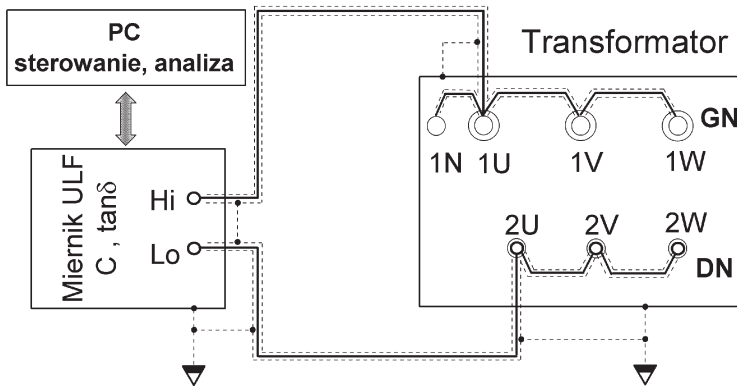 PC
sterowanie, analiza
Transformator
Miernik ULF
C , tanδ
Hi
Lo
GN
1N
1U
1V
1W
2U
2V
2W
DN